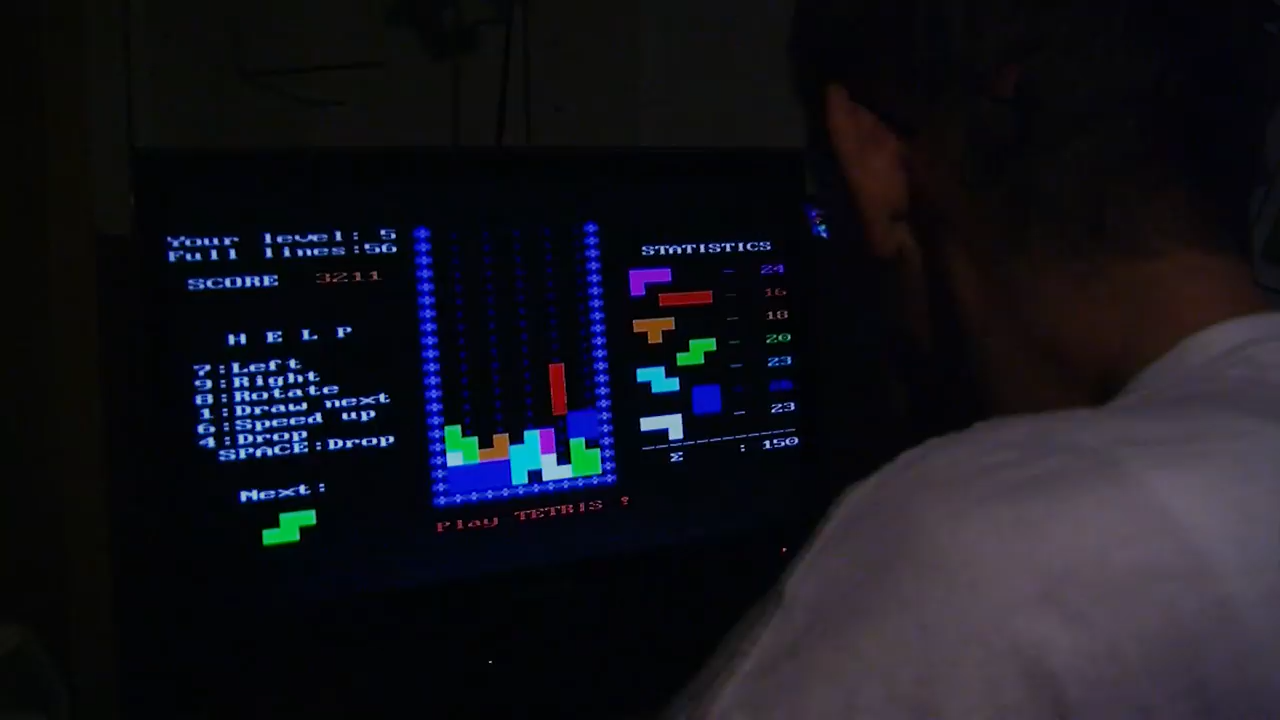 Your level: 5
Full lines:56
SCORE 3211
H E L P
7:Left
9:Right
8:Rotate
1:Draw next
6:Speed up
4:Drop
SPACE:Drop
Next:
Play TETRIS !
STATISTICS
- 24
- 16
- 18
- 20
- 23
- 23
Σ : 150